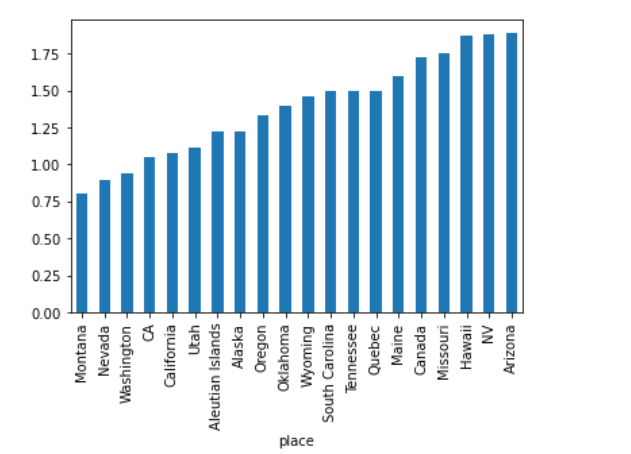 1.75
1.50
1.25
1.00
0.75
0.50
0.25
0.00
Montana
Nevada
Washington
CA
California
Utah
Aleutian Islands
Alaska
Oregon
Oklahoma
Wyoming
South Carolina
Tennessee
Quebec
Maine
Canada
Missouri
Hawaii
NV
Arizona
place